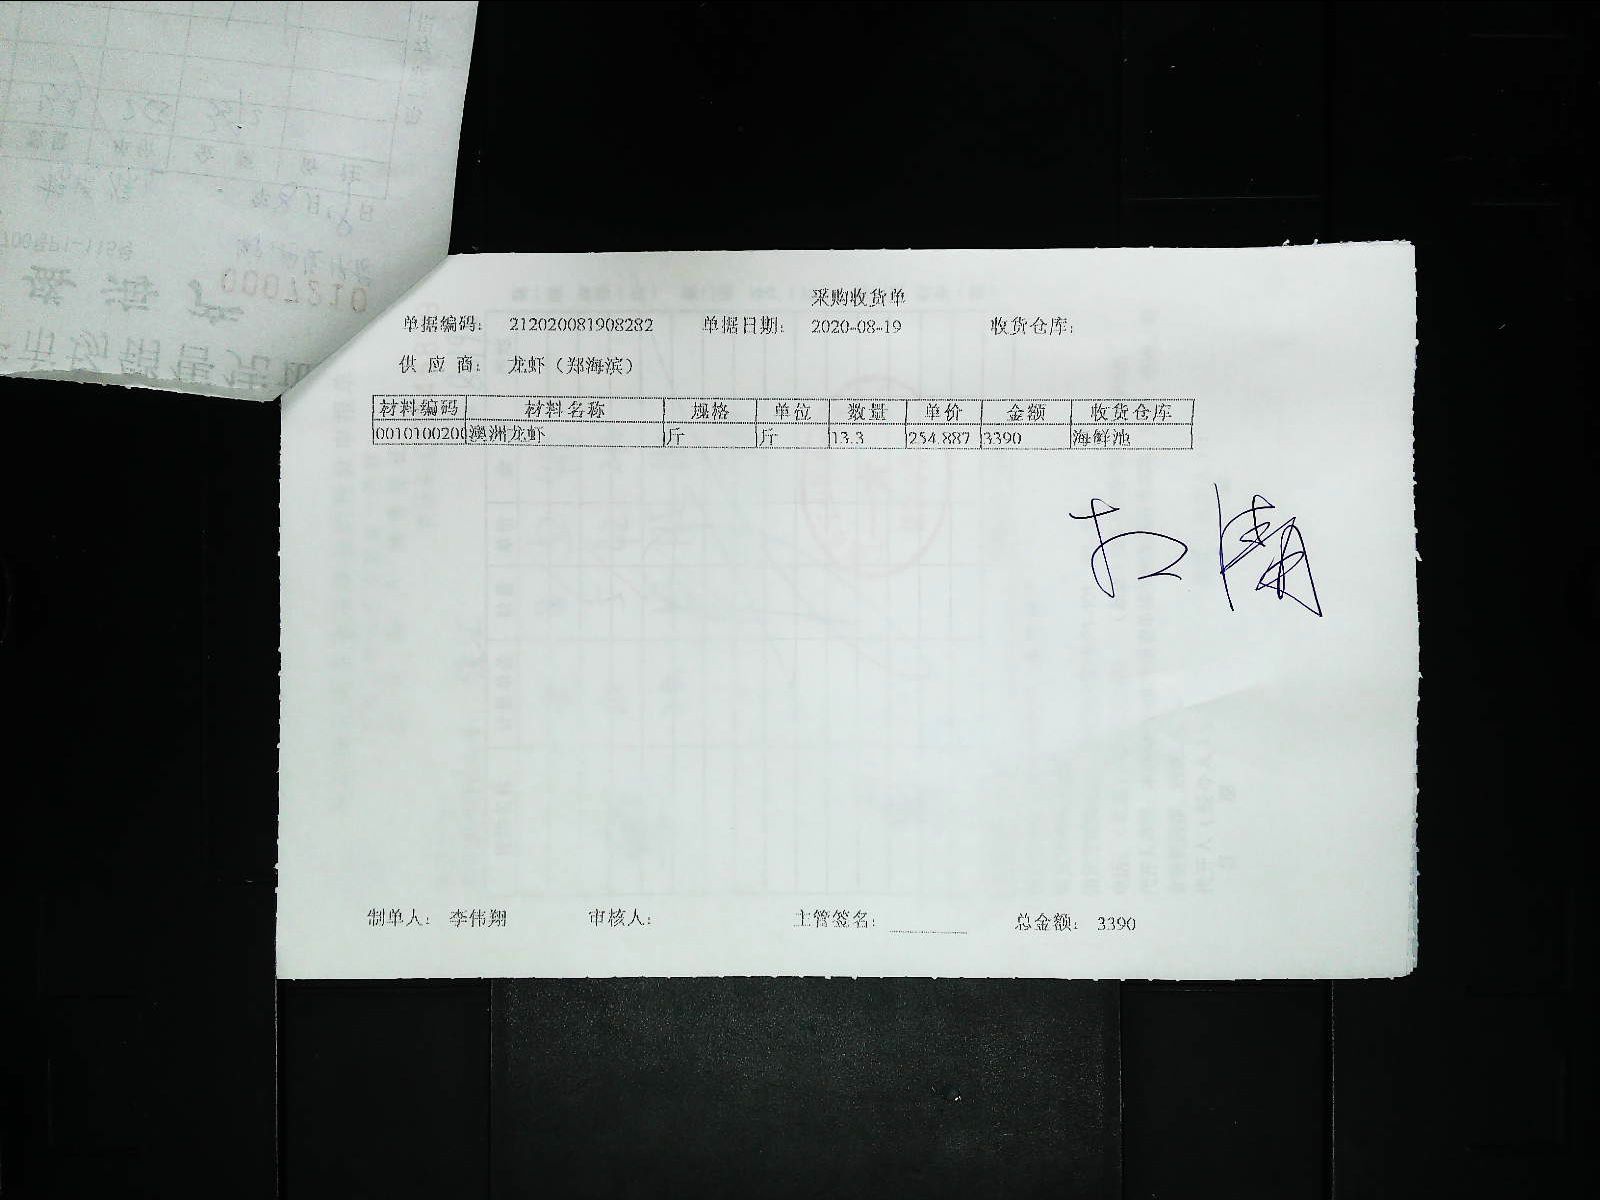 0007210
采购收货单
单据编码: 212020081908282 单据日期: 2020-08-19 收货仓库:
供应商: 龙虾（郑海滨）
材料编码 材料名称 规格 单位 数量 单价 金额 收货仓库
0010100200 澳洲龙虾 斤 斤 13.3 254.887 3390 海鲜池
制单人: 李伟翔 审核人: 主管签名: 总金额: 3390